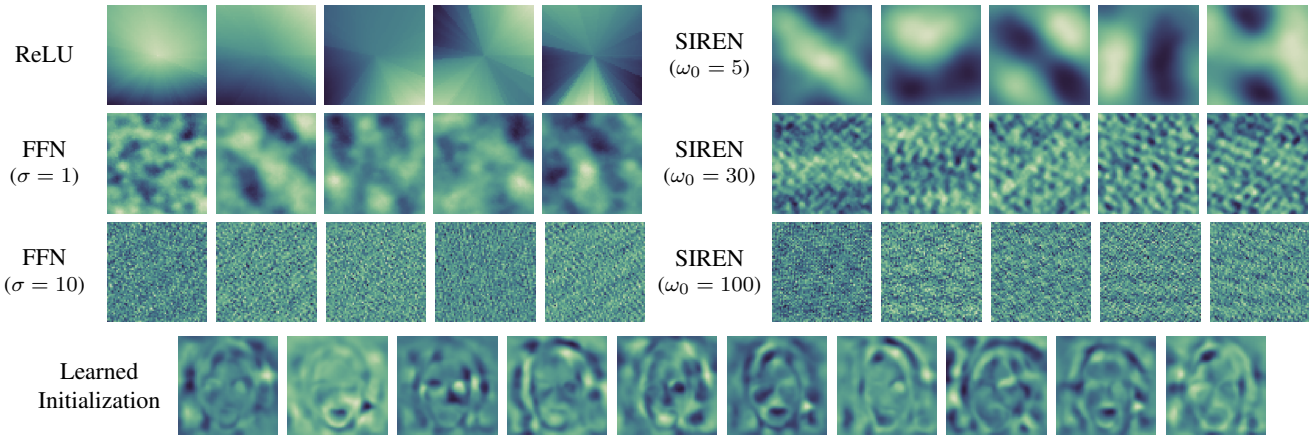 ReLU
SIREN
(ω₀ = 5)
FFN
(σ = 1)
SIREN
(ω₀ = 30)
FFN
(σ = 10)
SIREN
(ω₀ = 100)
Learned
Initialization